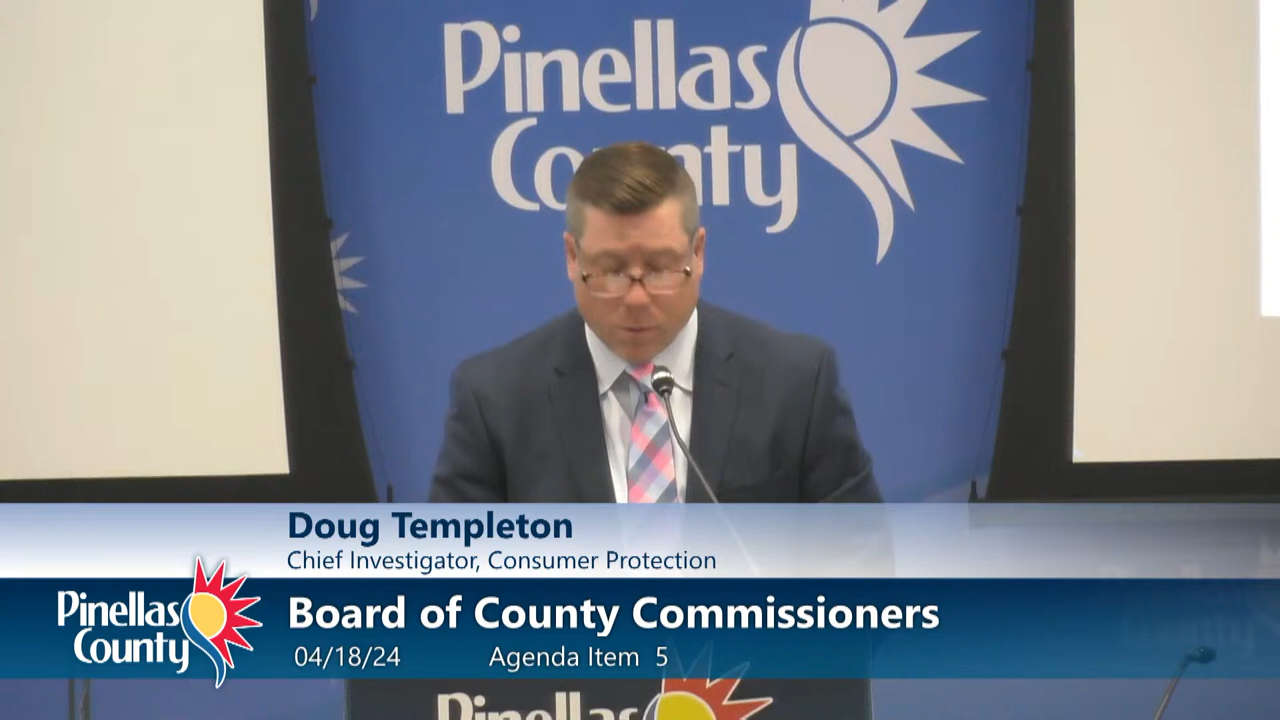 Pinellas
County
Doug Templeton
Chief Investigator, Consumer Protection
Pinellas
County
Board of County Commissioners
04/18/24 Agenda Item 5
Pinellas